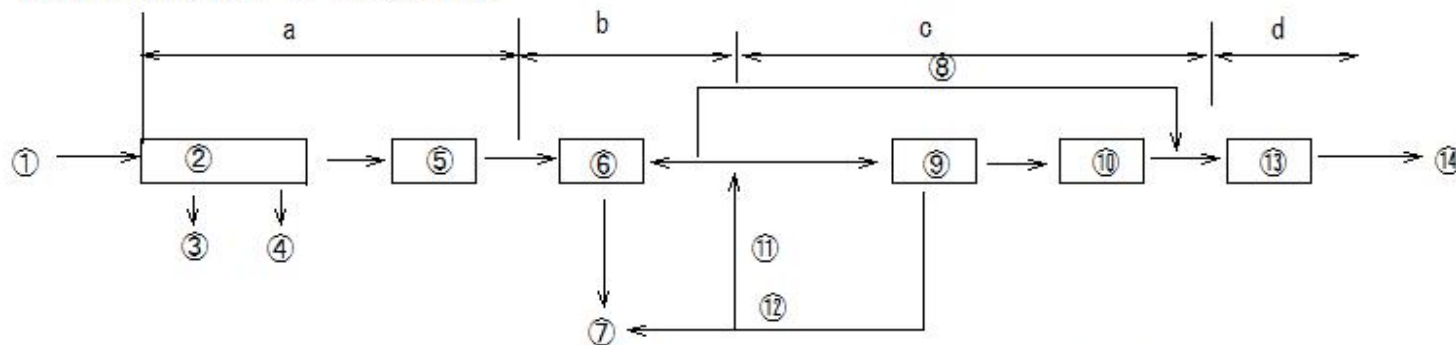 a b c d
⑧
① ② ⑤ ⑥ ⑨ ⑩ ⑬ ⑭
③ ④ ⑪
⑦ ⑫